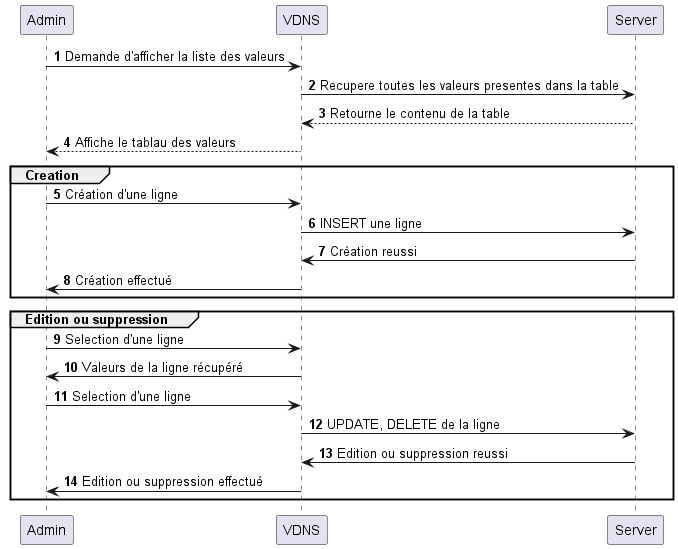 Admin VDNS Server
1 Demande d'afficher la liste des valeurs
2 Recupere toutes les valeurs presentes dans la table
3 Retourne le contenu de la table
4 Affiche le tablau des valeurs
Creation
5 Création d'une ligne
6 INSERT une ligne
7 Création reussi
8 Création effectué
Edition ou suppression
9 Selection d'une ligne
10 Valeurs de la ligne récupéré
11 Selection d'une ligne
12 UPDATE, DELETE de la ligne
13 Edition ou suppression reussi
14 Edition ou suppression effectué
Admin VDNS Server